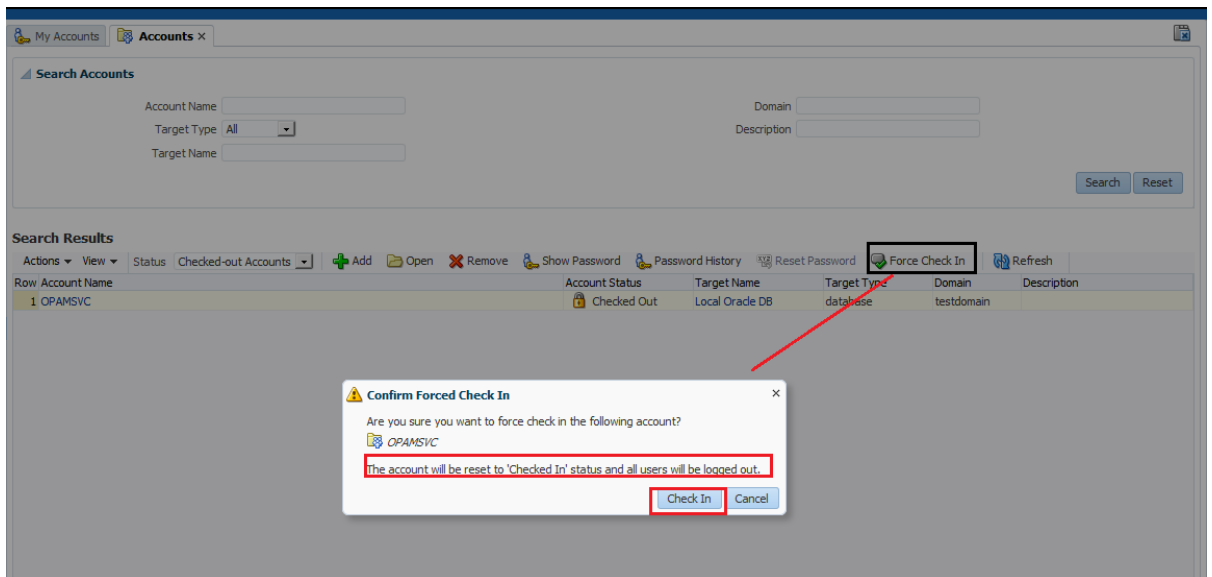 My Accounts Accounts ×
Search Accounts
Account Name Domain
Target Type All Description
Target Name
Search Reset
Search Results
Actions View Status Checked-out Accounts Add Open Remove Show Password Password History Reset Password Force Check In Refresh
Row Account Name Account Status Target Name Target Type Domain Description
1 OPAMSVC Checked Out Local Oracle DB database testdomain
Confirm Forced Check In ×
Are you sure you want to force check in the following account?
OPAMSVC
The account will be reset to 'Checked In' status and all users will be logged out.
Check In Cancel